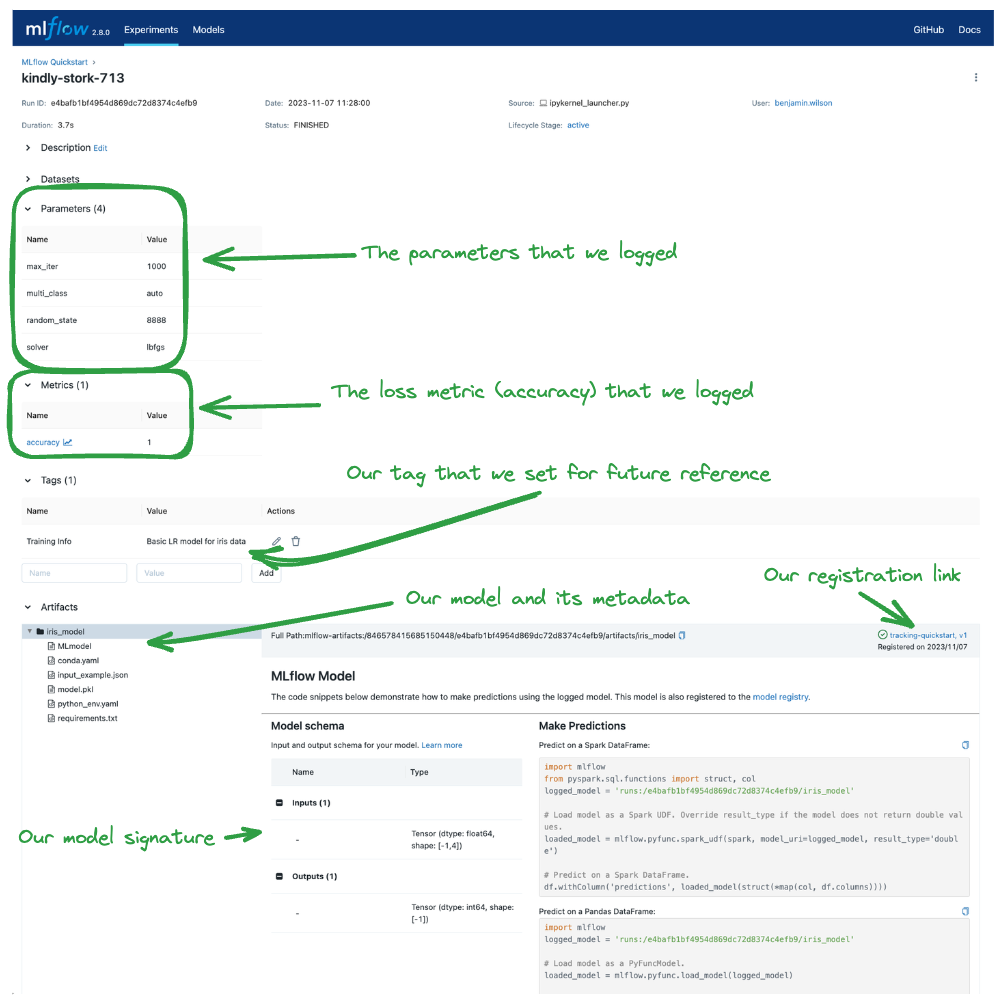 mlflow 2.8.0 Experiments Models GitHub Docs
MLflow Quickstart >
kindly-stork-713
Run ID: e4bafb1bf4954d869dc72d8374c4efb9 Date: 2023-11-07 11:28:00 Source: ipykernel_launcher.py User: benjamin.wilson
Duration: 3.7s Status: FINISHED Lifecycle Stage: active
Description Edit
Datasets
Parameters (4)
Name Value
The parameters that we logged
max_iter 1000
multi_class auto
random_state 8888
solver lbfgs
Metrics (1)
The loss metric (accuracy) that we logged
Name Value
accuracy 1
Our tag that we set for future reference
Tags (1)
Name Value Actions
Training Info Basic LR model for iris data
Name Value Add
Our registration link
Our model and its metadata
Artifacts
iris_model
MLmodel
conda.yaml
input_example.json
model.pkl
python_env.yaml
requirements.txt
Full Path:mlflow-artifacts:/846578415685150448/e4bafb1bf4954d869dc72d8374c4efb9/artifacts/iris_model
tracking-quickstart, v1
Registered on 2023/11/07
MLflow Model
The code snippets below demonstrate how to make predictions using the logged model. This model is also registered to the model registry.
Model schema
Input and output schema for your model. Learn more
Name Type
Inputs (1)
Our model signature
- Tensor (dtype: float64,
shape: [-1,4])
Outputs (1)
- Tensor (dtype: int64, shape:
[-1])
Make Predictions
Predict on a Spark DataFrame:
import mlflow
from pyspark.sql.functions import struct, col
logged_model = 'runs:/e4bafb1bf4954d869dc72d8374c4efb9/iris_model'
# Load model as a Spark UDF. Override result_type if the model does not return double val
ues.
loaded_model = mlflow.pyfunc.spark_udf(spark, model_uri=logged_model, result_type='doubl
e')
# Predict on a Spark DataFrame.
df.withColumn('predictions', loaded_model(struct(*map(col, df.columns))))
Predict on a Pandas DataFrame:
import mlflow
logged_model = 'runs:/e4bafb1bf4954d869dc72d8374c4efb9/iris_model'
# Load model as a PyFuncModel.
loaded_model = mlflow.pyfunc.load_model(logged_model)